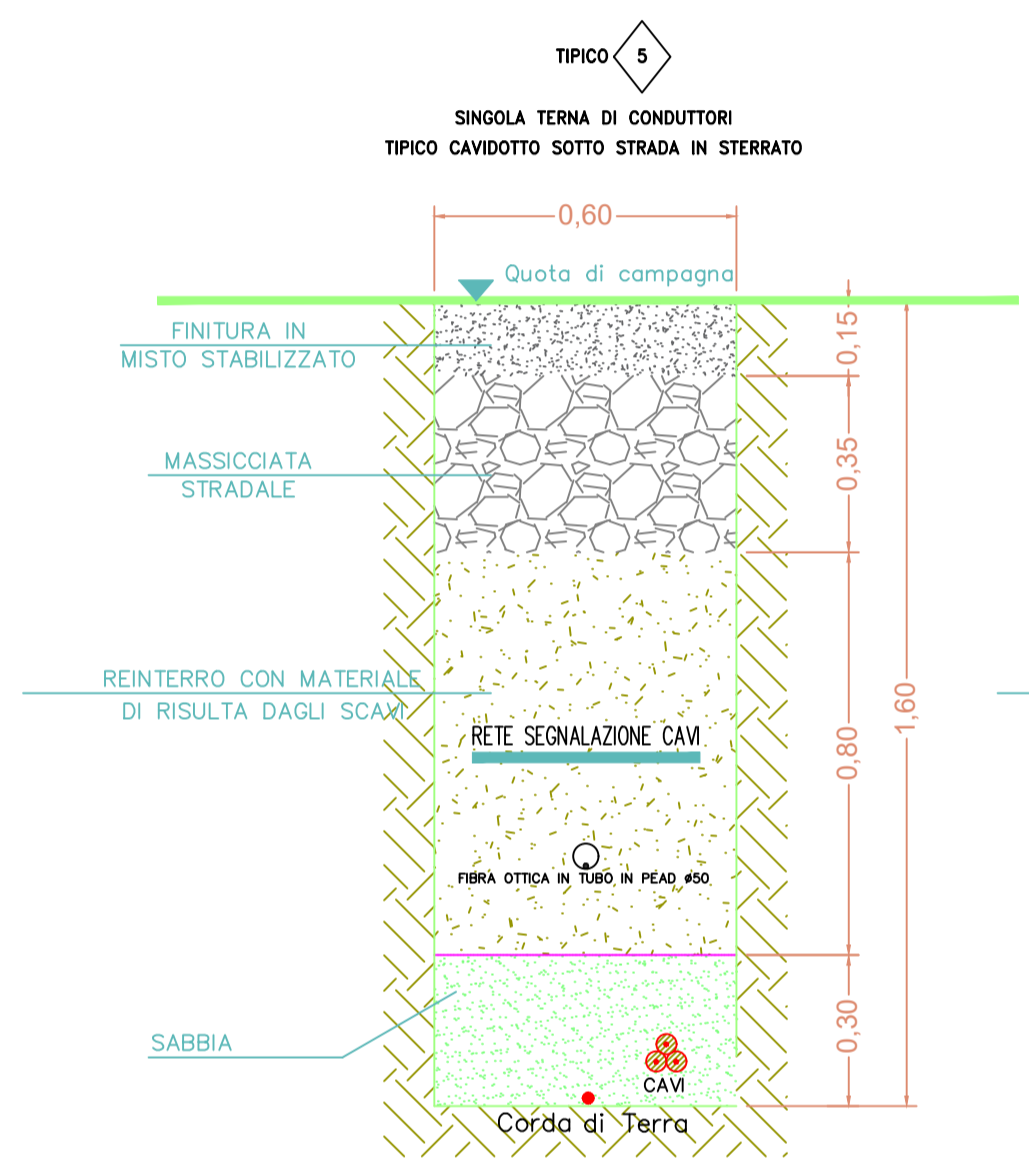 TIPICO 5
SINGOLA TERNA DI CONDUTTORI
TIPICO CAVIDOTTO SOTTO STRADA IN STERRATO
0,60
Quota di campagna
FINITURA IN
MISTO STABILIZZATO
0,15
MASSICCIATA
STRADALE
0,35
REINTERRO CON MATERIALE
DI RISULTA DAGLI SCAVI
RETE SEGNALAZIONE CAVI
0,80
1,60
FIBRA OTTICA IN TUBO IN PEAD ø50
SABBIA
0,30
CAVI
Corda di Terra